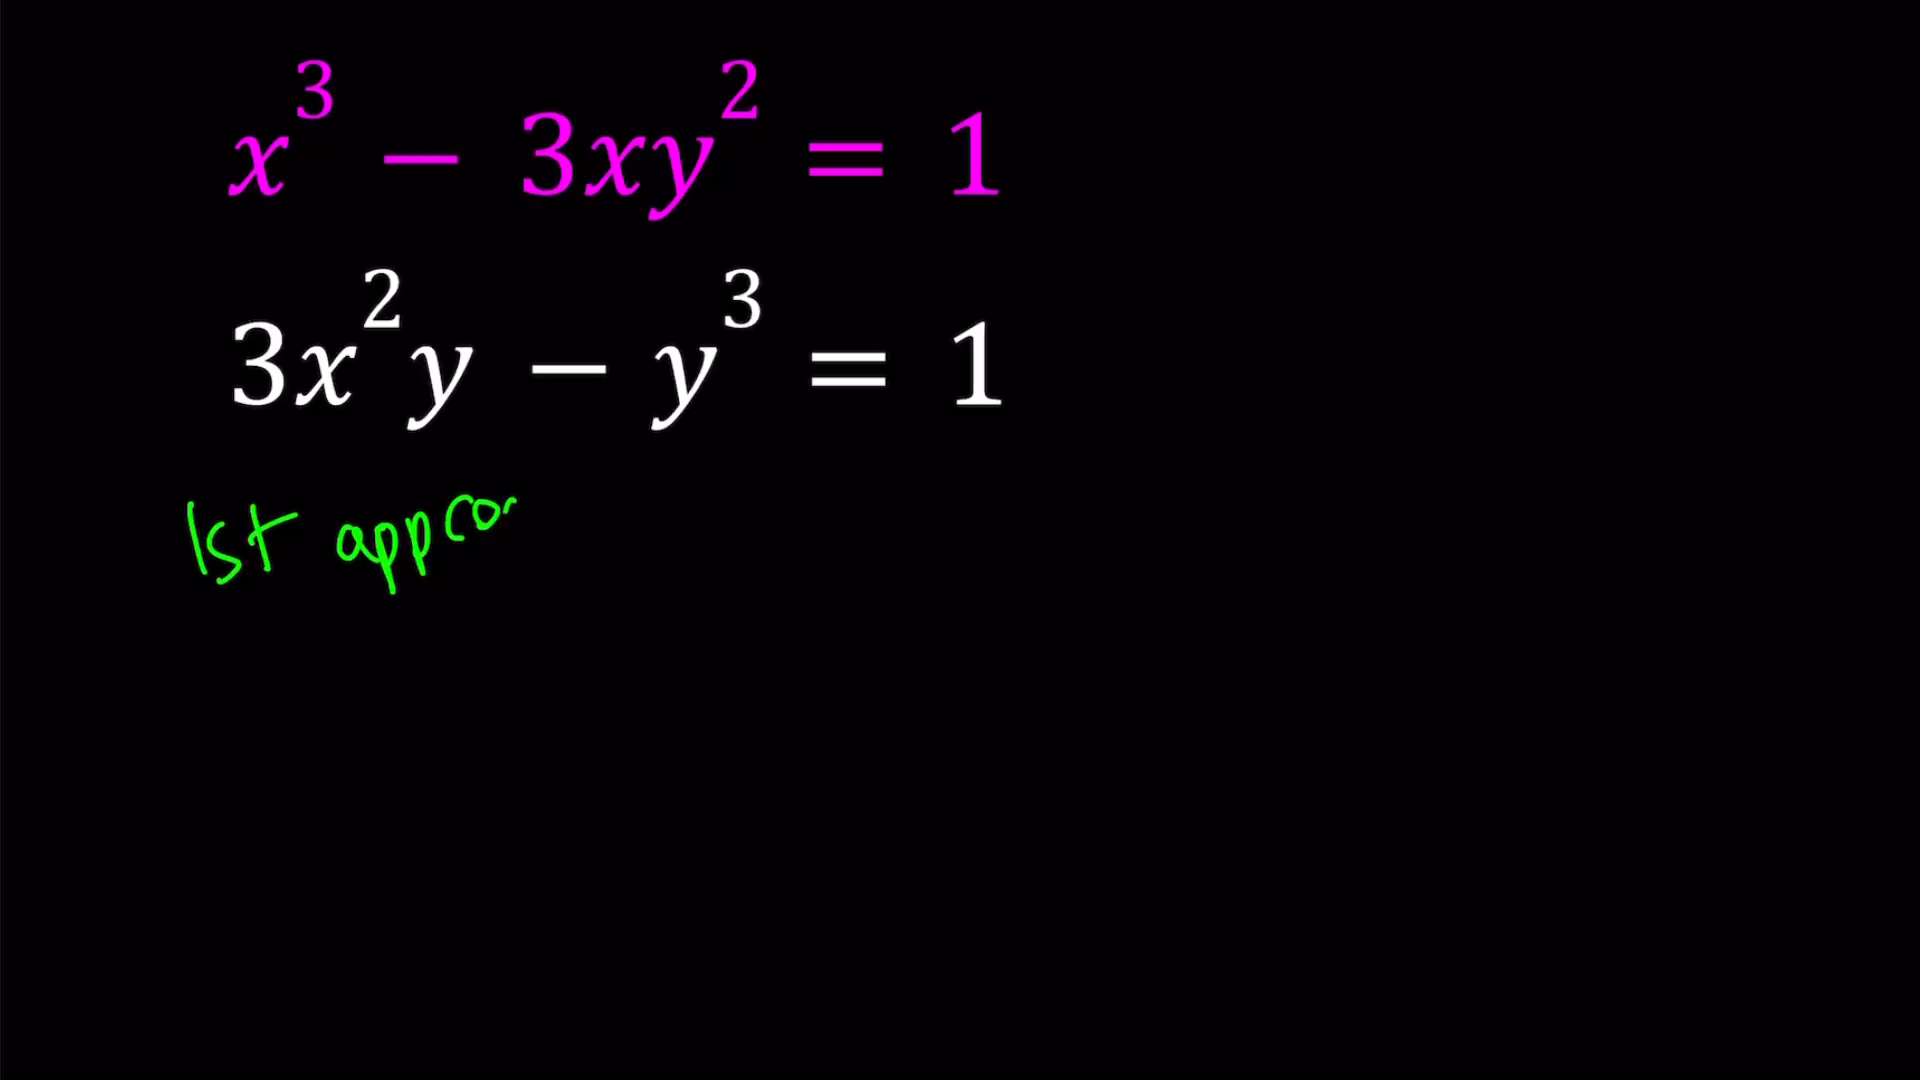 x³ − 3xy² = 1
3x²y − y³ = 1
1st appro